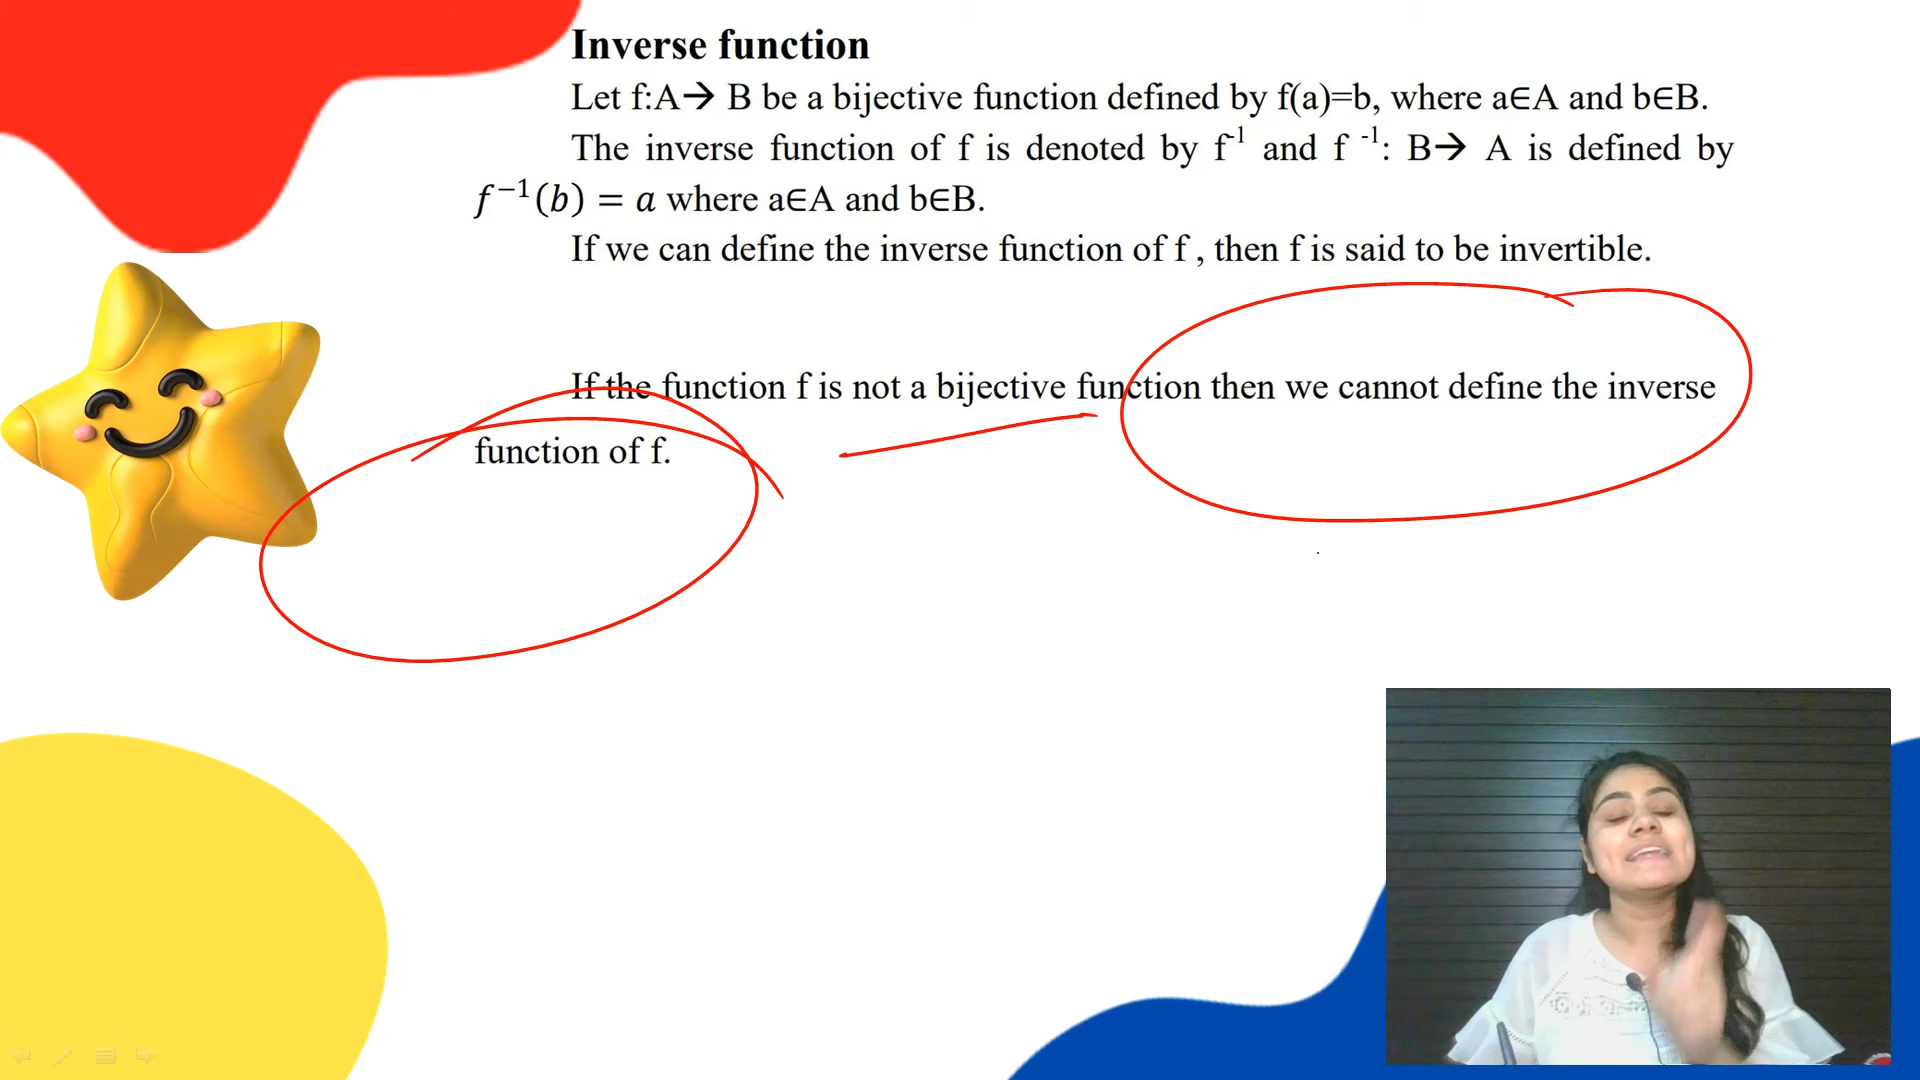 Inverse function
Let f:A→ B be a bijective function defined by f(a)=b, where a∈A and b∈B.
The inverse function of f is denoted by f⁻¹ and f ⁻¹: B→ A is defined by
f⁻¹(b) = a where a∈A and b∈B.
If we can define the inverse function of f , then f is said to be invertible.
If the function f is not a bijective function then we cannot define the inverse
function of f.